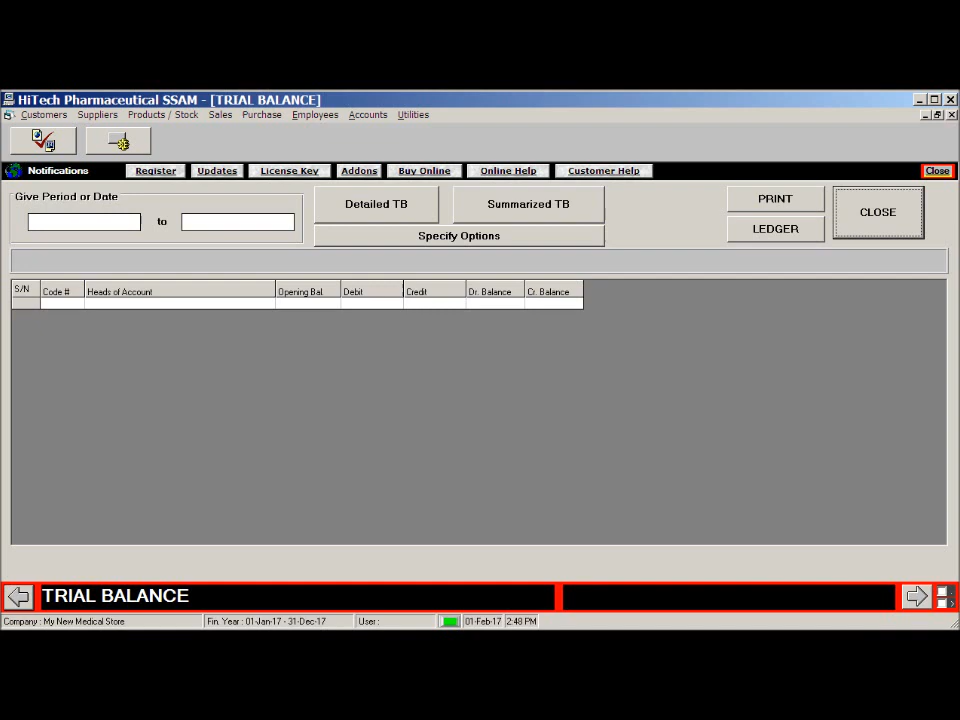 HiTech Pharmaceutical SSAM - [TRIAL BALANCE]
Customers Suppliers Products / Stock Sales Purchase Employees Accounts Utilities
Notifications Register Updates License Key Addons Buy Online Online Help Customer Help Close
Give Period or Date
to
Detailed TB Summarized TB
Specify Options
PRINT
LEDGER
CLOSE
S/N Code # Heads of Account Opening Bal. Debit Credit Dr. Balance Cr. Balance
TRIAL BALANCE
Company : My New Medical Store Fin. Year : 01-Jan-17 - 31-Dec-17 User : 01-Feb-17 2:48 PM